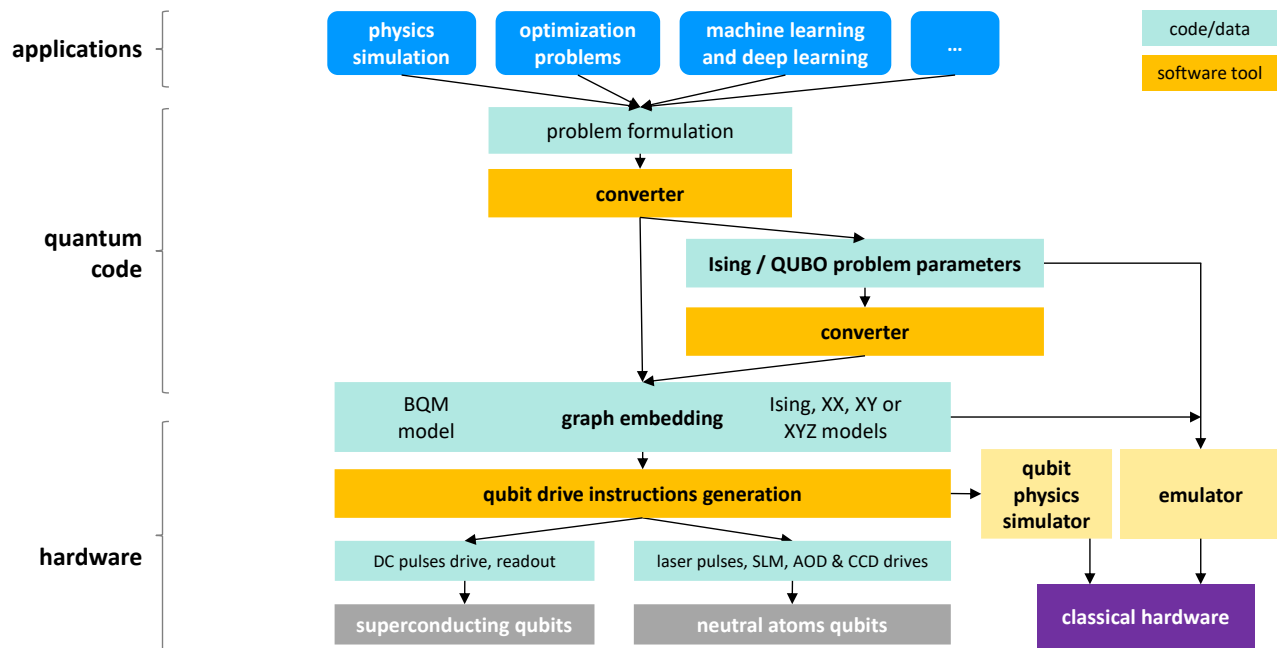 applications
physics
simulation
optimization
problems
machine learning
and deep learning
...
code/data
software tool
problem formulation
converter
quantum
code
Ising / QUBO problem parameters
converter
BQM
model
graph embedding
Ising, XX, XY or
XYZ models
qubit drive instructions generation
qubit
physics
simulator
emulator
hardware
DC pulses drive, readout
laser pulses, SLM, AOD & CCD drives
superconducting qubits
neutral atoms qubits
classical hardware